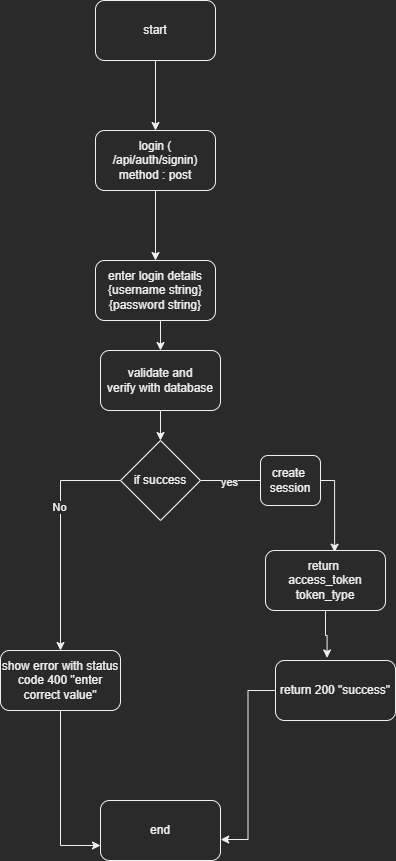 start
login (
/api/auth/signin)
method : post
enter login details
{username string}
{password string}
validate and
verify with database
if success
yes
create
session
No
return
access_token
token_type
show error with status
code 400 "enter
correct value"
return 200 "success"
end